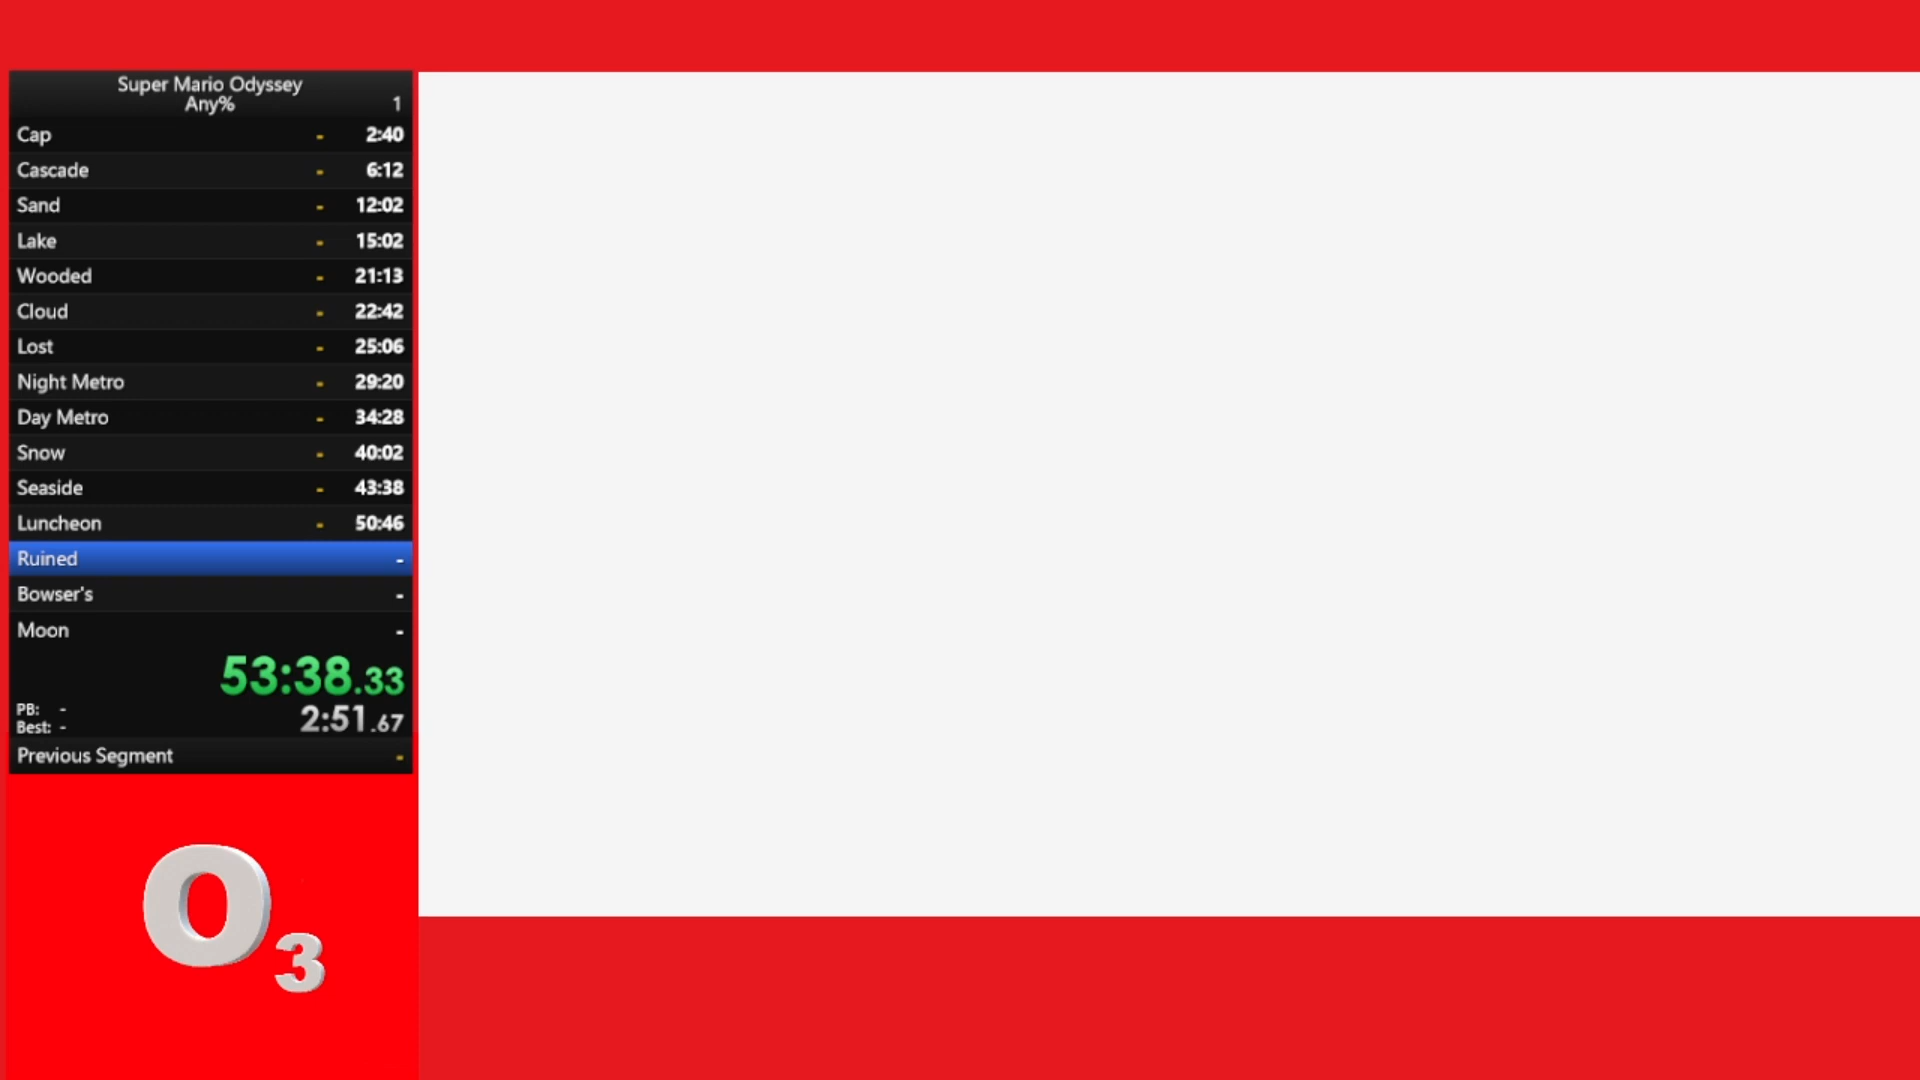 Super Mario Odyssey
Any% 1
Cap - 2:40
Cascade - 6:12
Sand - 12:02
Lake - 15:02
Wooded - 21:13
Cloud - 22:42
Lost - 25:06
Night Metro - 29:20
Day Metro - 34:28
Snow - 40:02
Seaside - 43:38
Luncheon - 50:46
Ruined -
Bowser's -
Moon -
53:38.33
PB: -
Best: - 2:51.67
Previous Segment -
O3